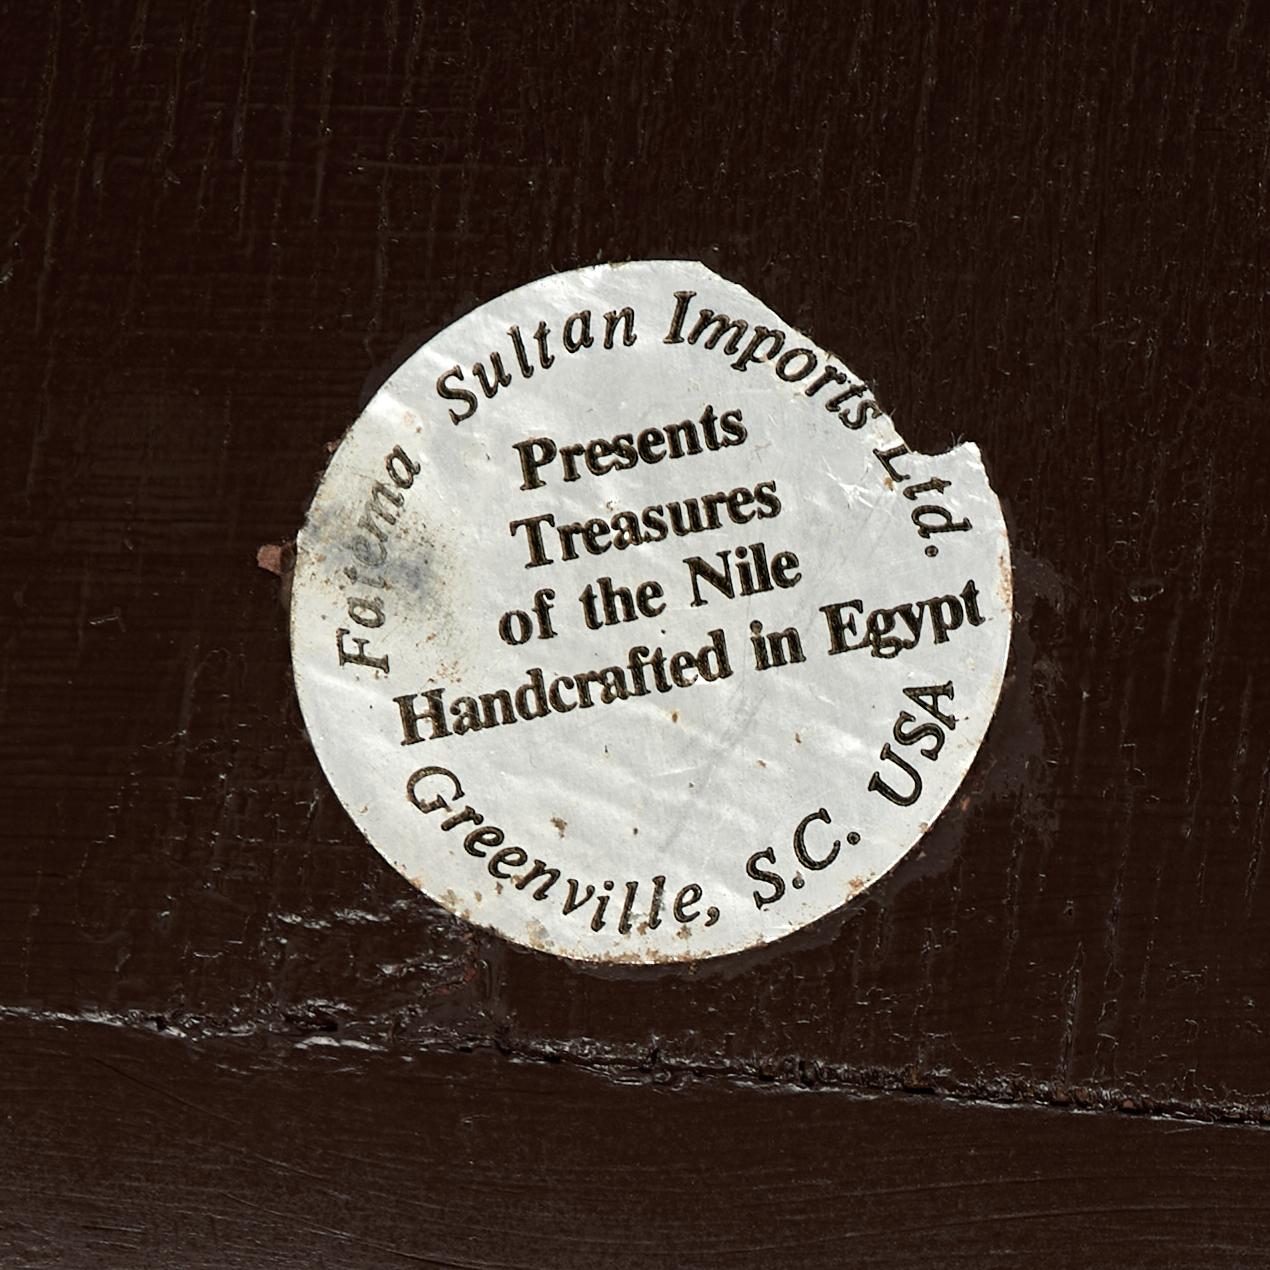 Fatema Sultan Imports Ltd.
Presents
Treasures
of the Nile
Handcrafted in Egypt
Greenville, S.C. USA